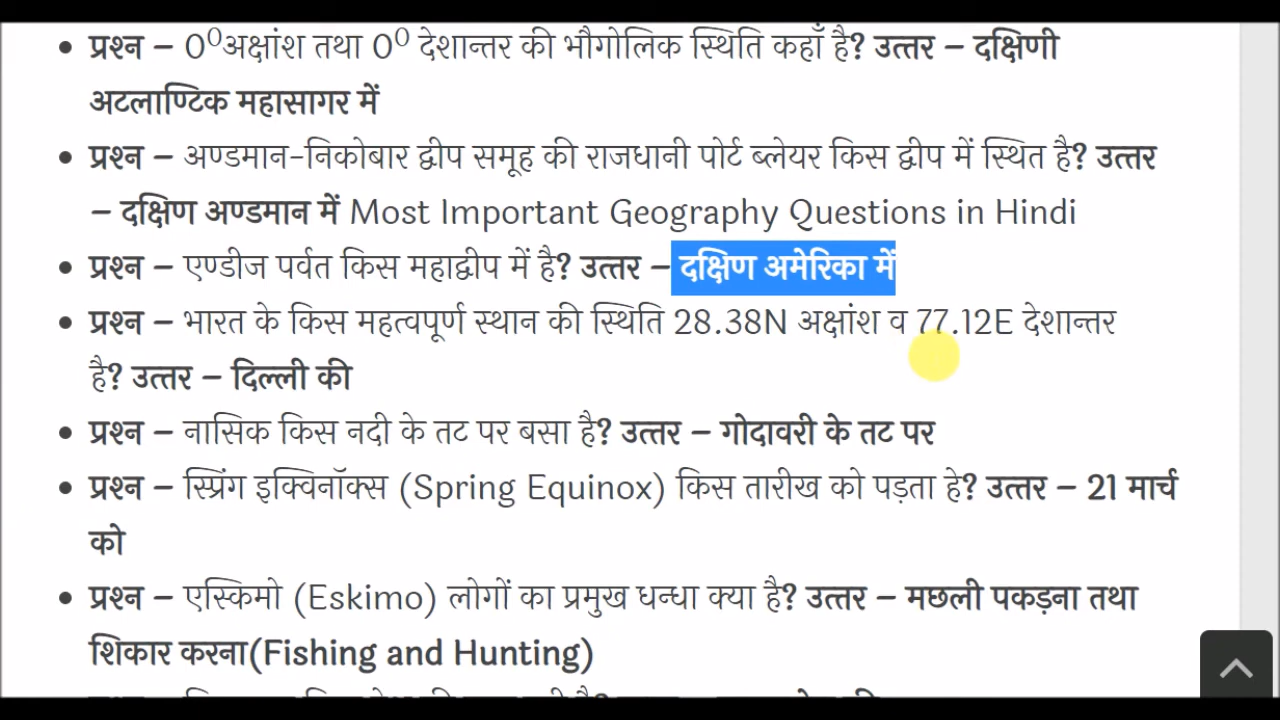 • प्रश्न – 0⁰अक्षांश तथा 0⁰ देशान्तर की भौगोलिक स्थिति कहाँ है? उत्तर – दक्षिणी
अटलाण्टिक महासागर में
• प्रश्न – अण्डमान-निकोबार द्वीप समूह की राजधानी पोर्ट ब्लेयर किस द्वीप में स्थित है? उत्तर
– दक्षिण अण्डमान में Most Important Geography Questions in Hindi
• प्रश्न – एण्डीज पर्वत किस महाद्वीप में है? उत्तर – दक्षिण अमेरिका में
• प्रश्न – भारत के किस महत्वपूर्ण स्थान की स्थिति 28.38N अक्षांश व 77.12E देशान्तर
है? उत्तर – दिल्ली की
• प्रश्न – नासिक किस नदी के तट पर बसा है? उत्तर – गोदावरी के तट पर
• प्रश्न – स्प्रिंग इक्विनॉक्स (Spring Equinox) किस तारीख को पड़ता हे? उत्तर – 21 मार्च
को
• प्रश्न – एस्किमो (Eskimo) लोगों का प्रमुख धन्धा क्या है? उत्तर – मछली पकड़ना तथा
शिकार करना(Fishing and Hunting)